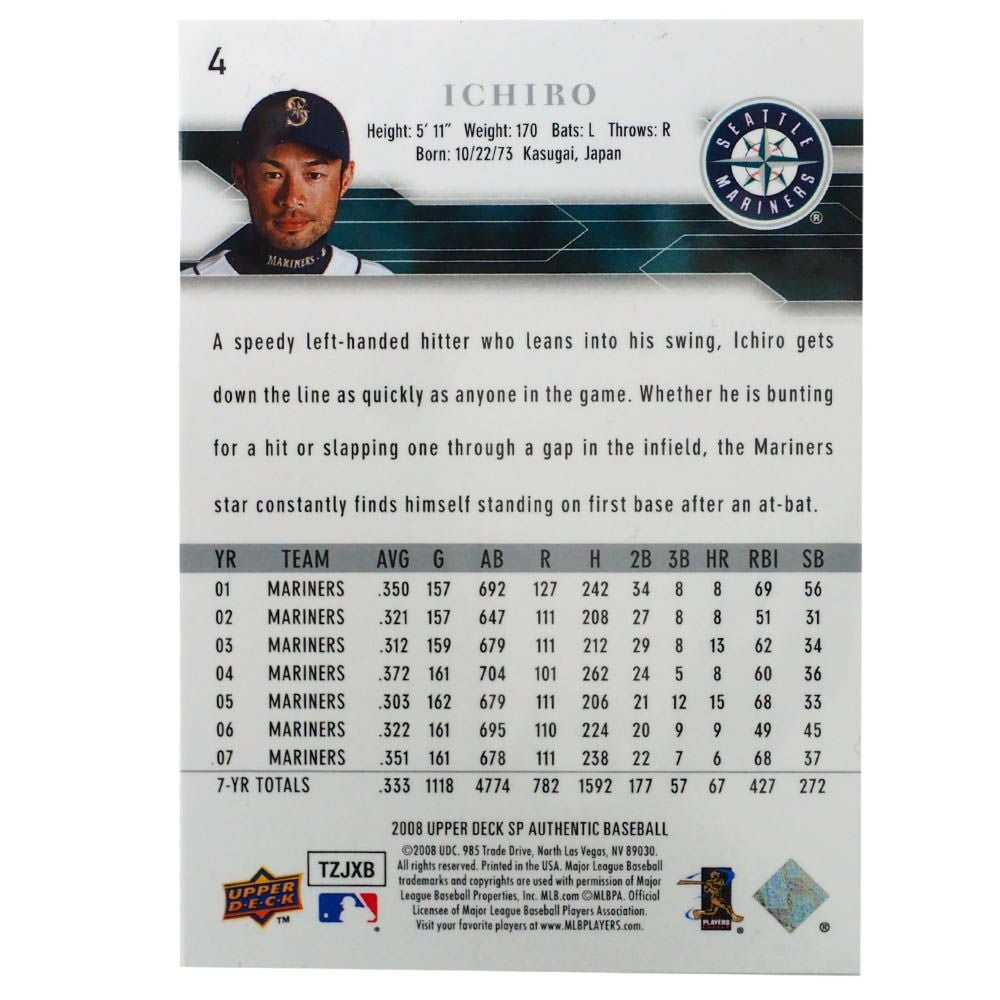 4
ICHIRO
Height: 5' 11" Weight: 170 Bats: L Throws: R
Born: 10/22/73 Kasugai, Japan
S
MARINERS
SEATTLE
MARINERS
®
A speedy left-handed hitter who leans into his swing, Ichiro gets
down the line as quickly as anyone in the game. Whether he is bunting
for a hit or slapping one through a gap in the infield, the Mariners
star constantly finds himself standing on first base after an at-bat.
YR TEAM AVG G AB R H 2B 3B HR RBI SB
01 MARINERS .350 157 692 127 242 34 8 8 69 56
02 MARINERS .321 157 647 111 208 27 8 8 51 31
03 MARINERS .312 159 679 111 212 29 8 13 62 34
04 MARINERS .372 161 704 101 262 24 5 8 60 36
05 MARINERS .303 162 679 111 206 21 12 15 68 33
06 MARINERS .322 161 695 110 224 20 9 9 49 45
07 MARINERS .351 161 678 111 238 22 7 6 68 37
7-YR TOTALS .333 1118 4774 782 1592 177 57 67 427 272
2008 UPPER DECK SP AUTHENTIC BASEBALL
©2008 UDC. 985 Trade Drive, North Las Vegas, NV 89030.
All rights reserved. Printed in the USA. Major League Baseball
trademarks and copyrights are used with permission of Major
League Baseball Properties, Inc. MLB.com ©MLBPA. Official
Licensee of Major League Baseball Players Association.
Visit your favorite players at www.MLBPLAYERS.com.
TZJXB
UPPER
D·E·C·K
™
®
PLAYERS
®
®